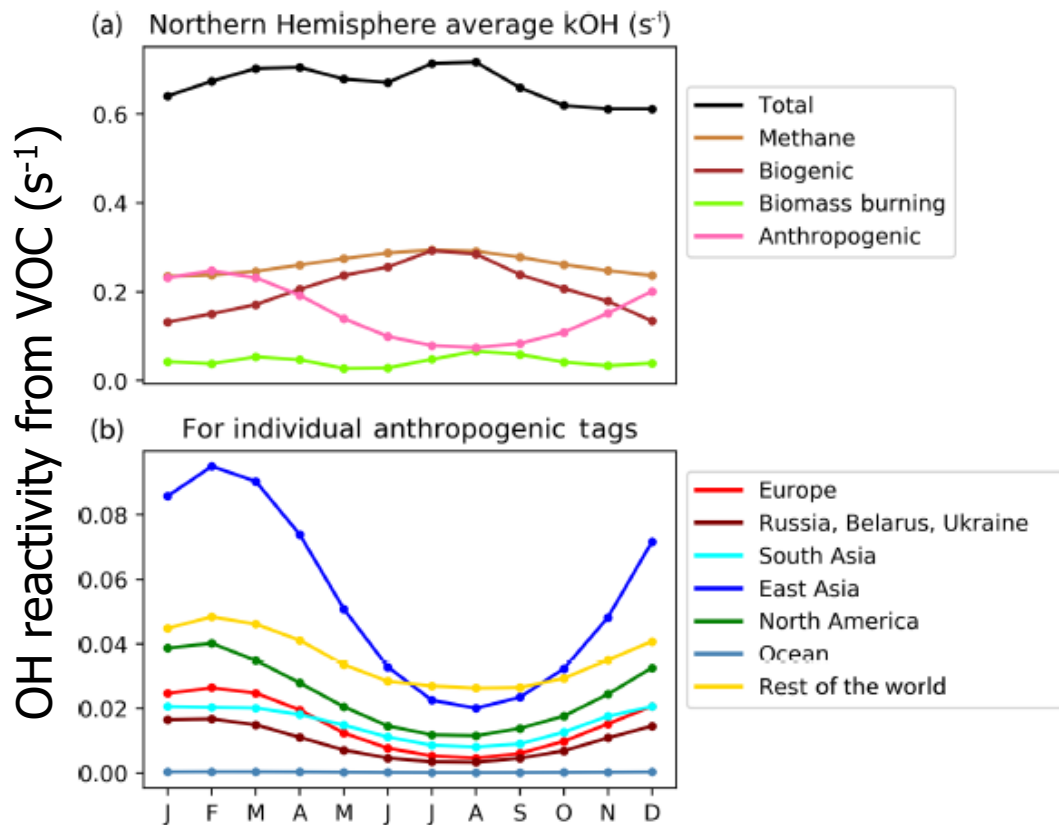 (a) Northern Hemisphere average kOH (s⁻¹)
OH reactivity from VOC (s⁻¹)
0.6
0.4
0.2
0.0
Total
Methane
Biogenic
Biomass burning
Anthropogenic
(b) For individual anthropogenic tags
0.08
0.06
0.04
0.02
0.00
J F M A M J J A S O N D
Europe
Russia, Belarus, Ukraine
South Asia
East Asia
North America
Ocean
Rest of the world